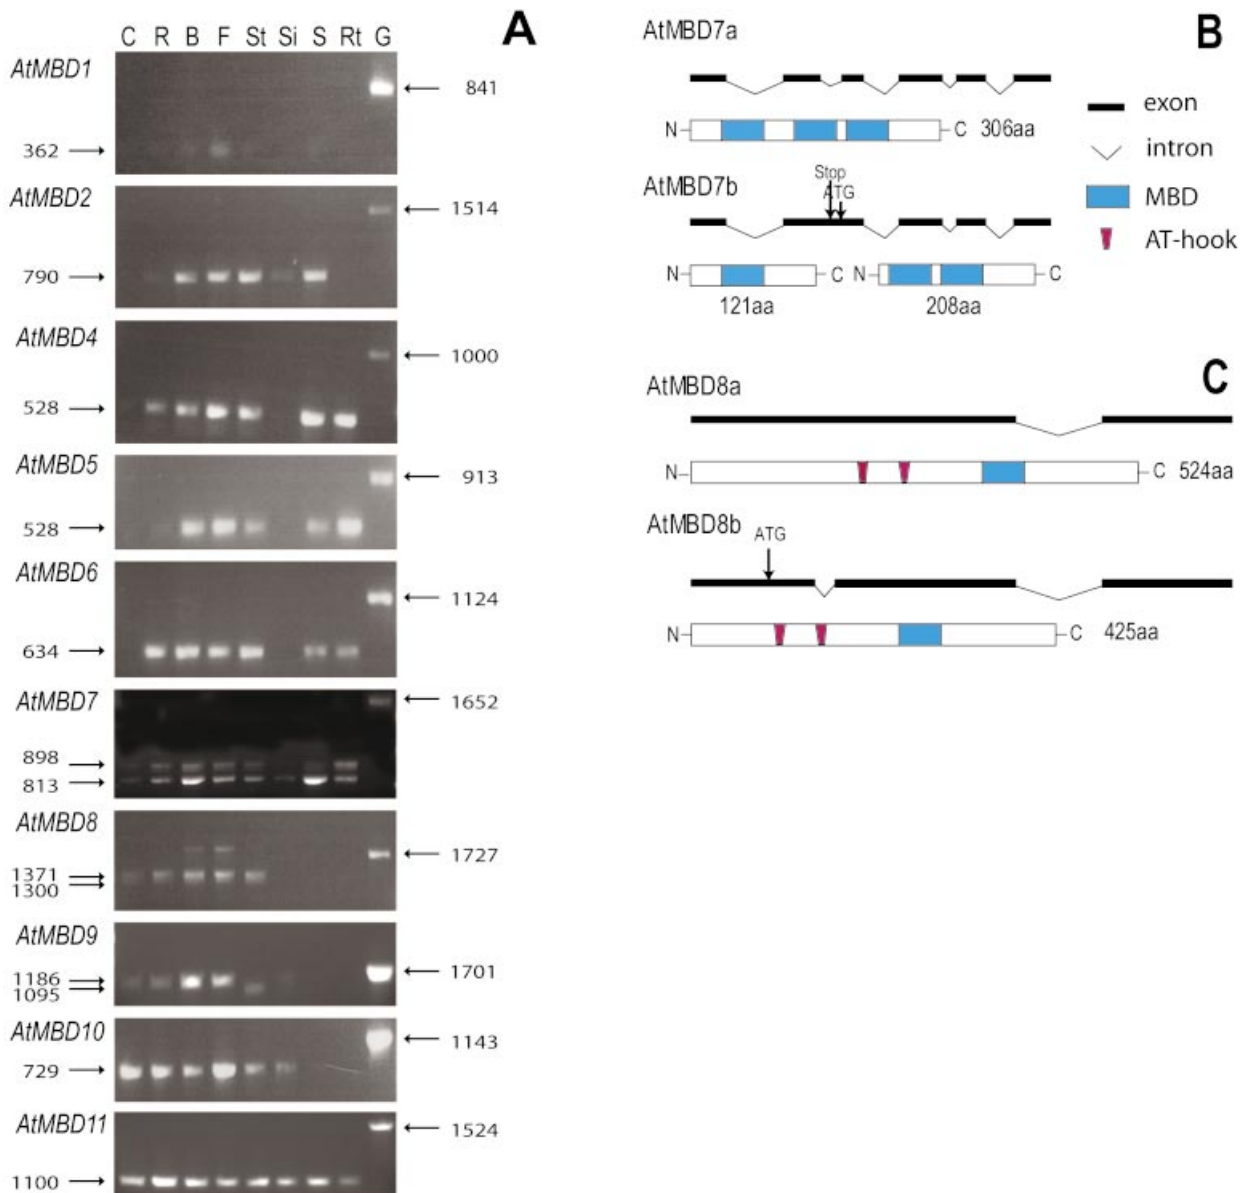 C R B F St Si S Rt G
A
AtMBD1
841
362
AtMBD2
1514
790
AtMBD4
1000
528
AtMBD5
913
528
AtMBD6
1124
634
AtMBD7
1652
898
813
AtMBD8
1727
1371
1300
AtMBD9
1701
1186
1095
AtMBD10
1143
729
AtMBD11
1524
1100
B
AtMBD7a
N C 306aa
AtMBD7b
Stop
ATG
N C N C
121aa 208aa
exon
intron
MBD
AT-hook
C
AtMBD8a
N C 524aa
AtMBD8b
ATG
N C 425aa